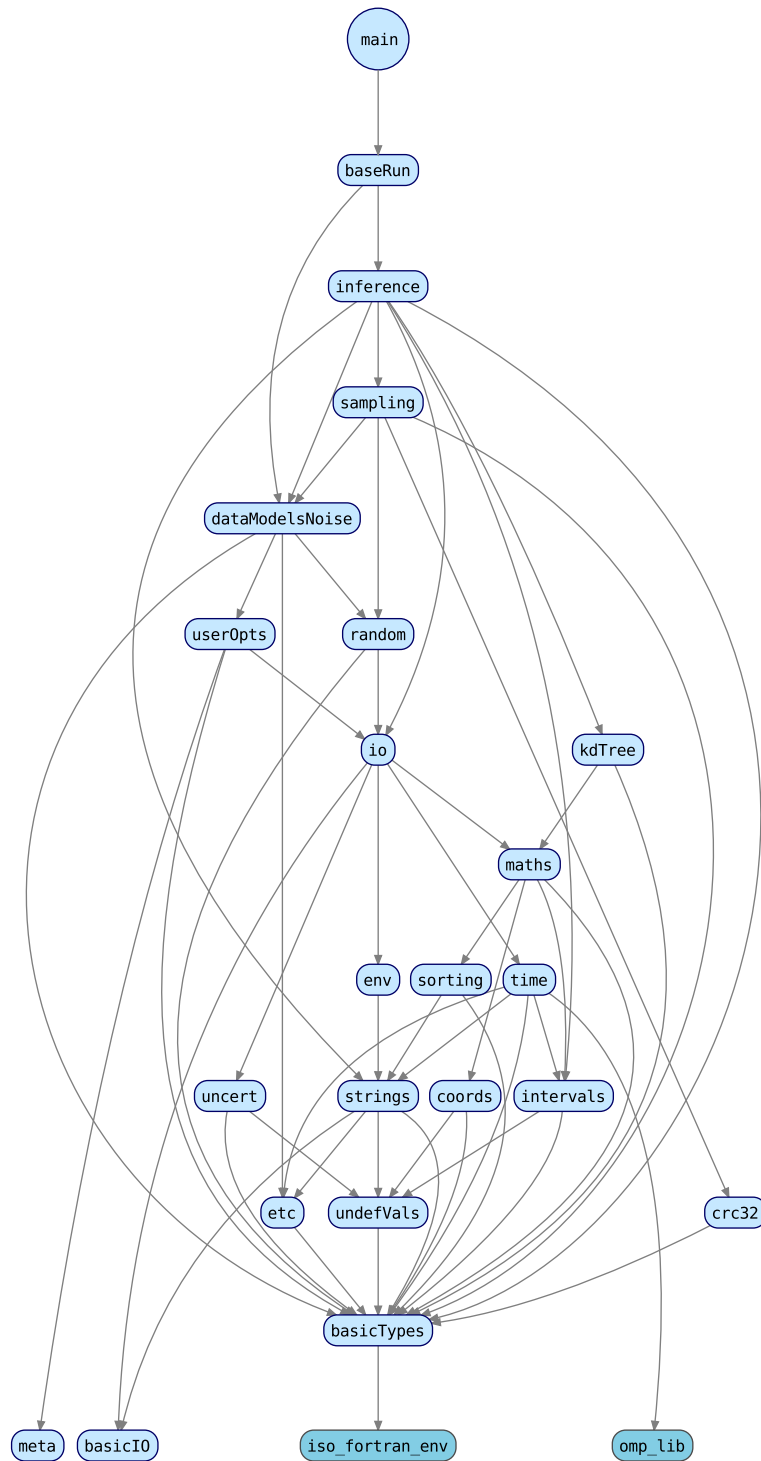 main
baseRun
inference
sampling
dataModelsNoise
userOpts
random
io
kdTree
maths
env
sorting
time
uncert
strings
coords
intervals
etc
undefVals
crc32
basicTypes
meta
basicIO
iso_fortran_env
omp_lib